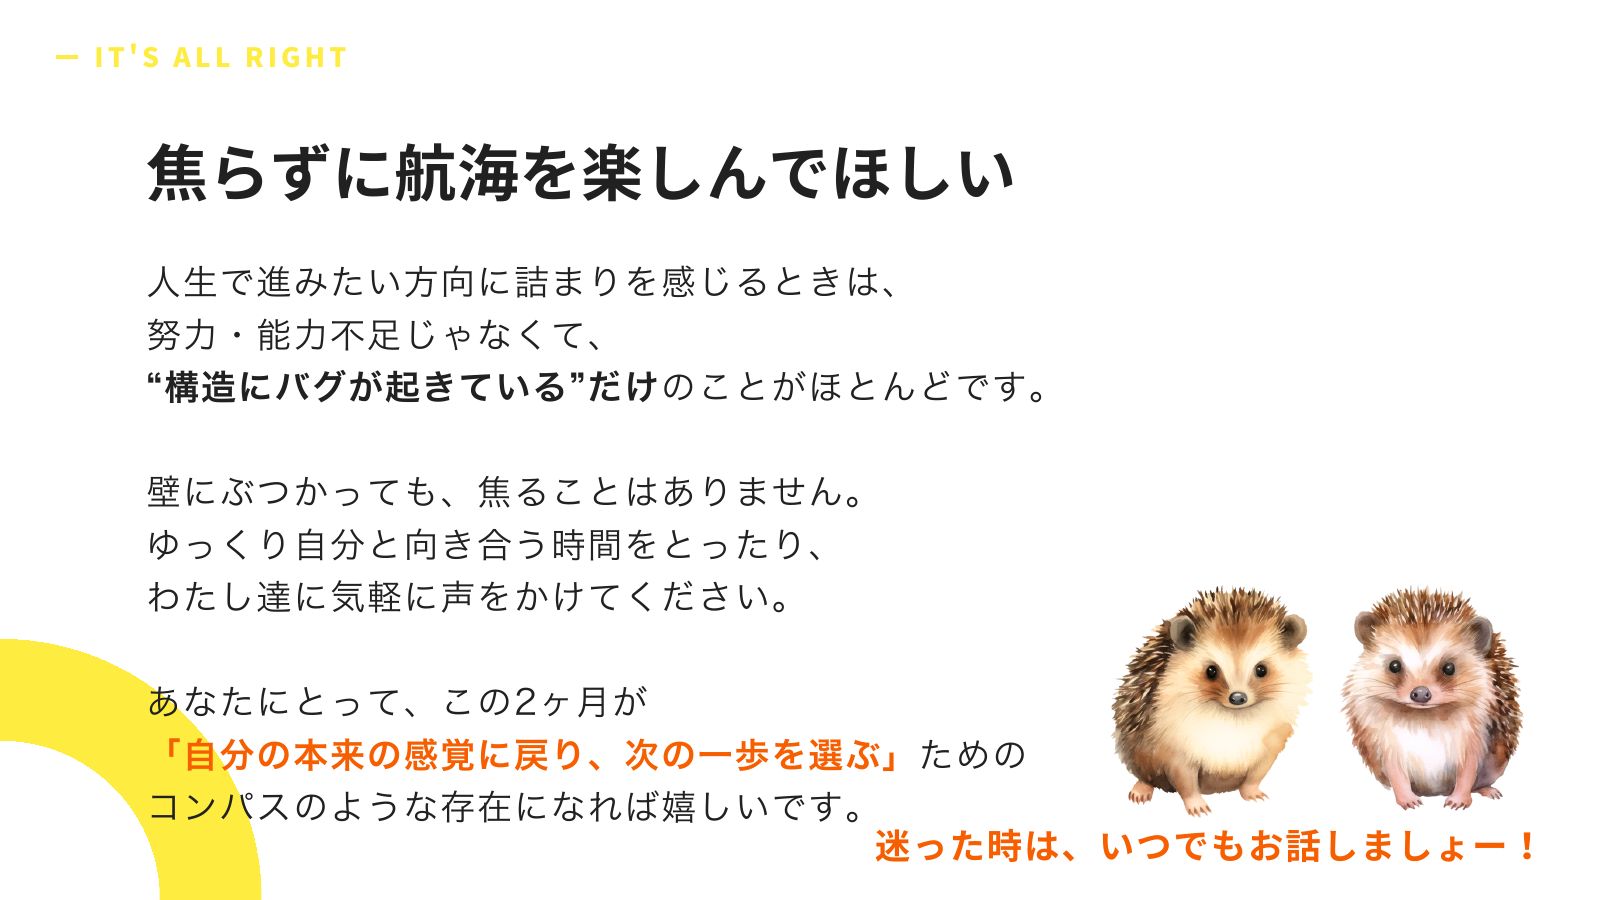 — IT'S ALL RIGHT
焦らずに航海を楽しんでほしい
人生で進みたい方向に詰まりを感じるときは、
努力・能力不足じゃなくて、
“構造にバグが起きている”だけのことがほとんどです。
壁にぶつかっても、焦ることはありません。
ゆっくり自分と向き合う時間をとったり、
わたし達に気軽に声をかけてください。
あなたにとって、この2ヶ月が
「自分の本来の感覚に戻り、次の一歩を選ぶ」ための
コンパスのような存在になれば嬉しいです。
迷った時は、いつでもお話しましょー！